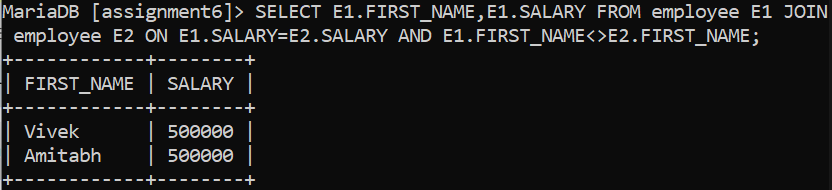 MariaDB [assignment6]> SELECT E1.FIRST_NAME,E1.SALARY FROM employee E1 JOIN
 employee E2 ON E1.SALARY=E2.SALARY AND E1.FIRST_NAME<>E2.FIRST_NAME;
+------------+--------+
| FIRST_NAME | SALARY |
+------------+--------+
| Vivek      | 500000 |
| Amitabh    | 500000 |
+------------+--------+